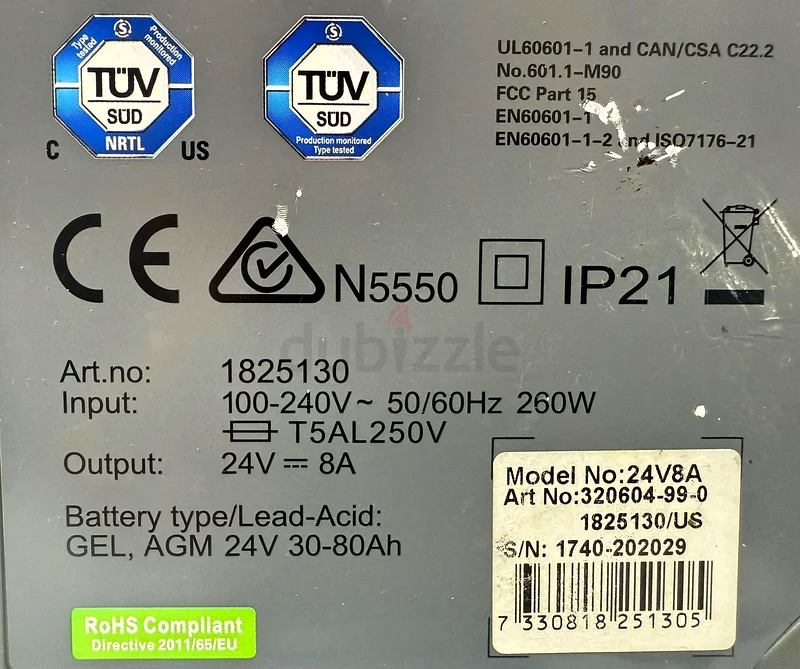 Type tested
Production monitored
TÜV
SÜD
NRTL
C
US
TÜV
SÜD
Production monitored
Type tested
UL60601-1 and CAN/CSA C22.2
No.601.1-M90
FCC Part 15
EN60601-1
EN60601-1-2 and ISO7176-21
CE
N5550
IP21
dubizzle
Art.no: 1825130
Input: 100-240V~ 50/60Hz 260W
T5AL250V
Output: 24V 8A
Battery type/Lead-Acid:
GEL, AGM 24V 30-80Ah
Model No:24V8A
Art No:320604-99-0
1825130/US
S/N: 1740-202029
7 330818 251305
RoHS Compliant
Directive 2011/65/EU